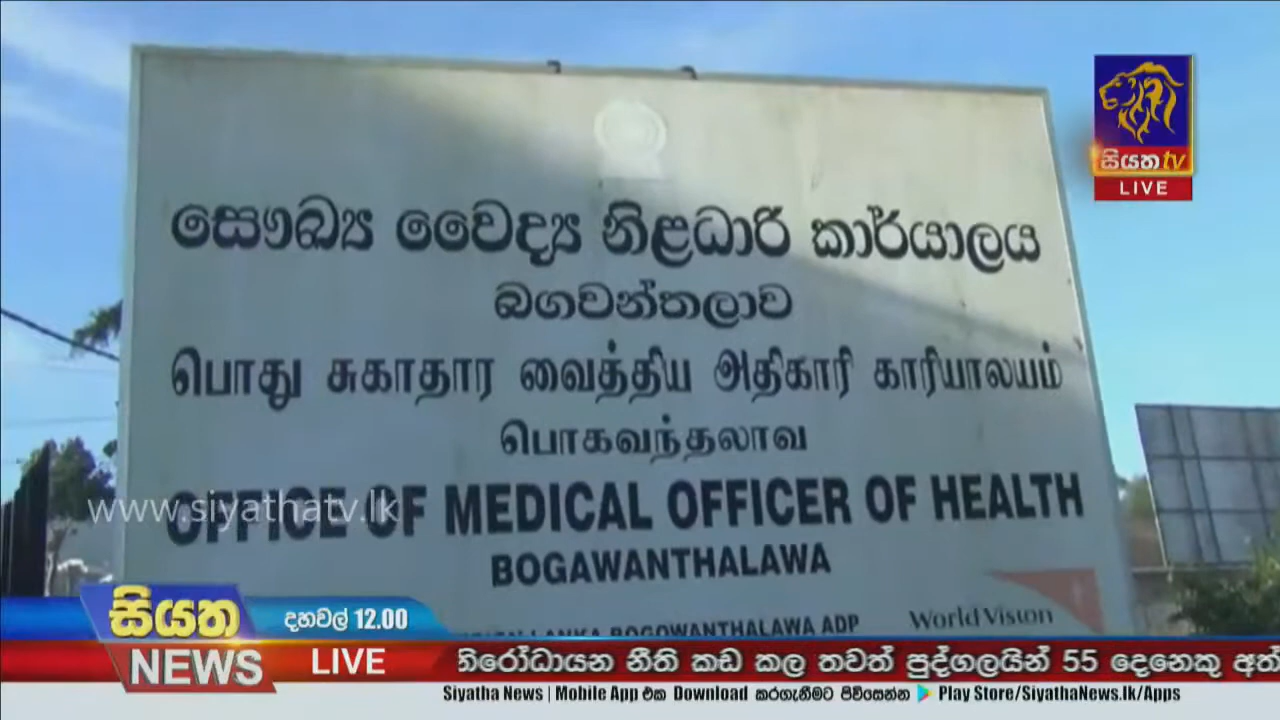 සියත tv
LIVE
සෞඛ්‍ය වෛද්‍ය නිළධාරි කාර්යාලය
බගවන්තලාව
பொது சுகாதார வைத்திய அதிகாரி காரியாலயம்
பொகவந்தலாவ
OFFICE OF MEDICAL OFFICER OF HEALTH
www.siyathatv.lk
BOGAWANTHALAWA
LANKA BOGOWANTHALAWA ADP
World Vision
සියත
දහවල් 12.00
NEWS
LIVE
නිරෝධායන නීති කඩ කල තවත් පුද්ගලයින් 55 දෙනෙකු අත්
Siyatha News | Mobile App එක Download කරගැනීමට පිවිසෙන්න Play Store/SiyathaNews.lk/Apps